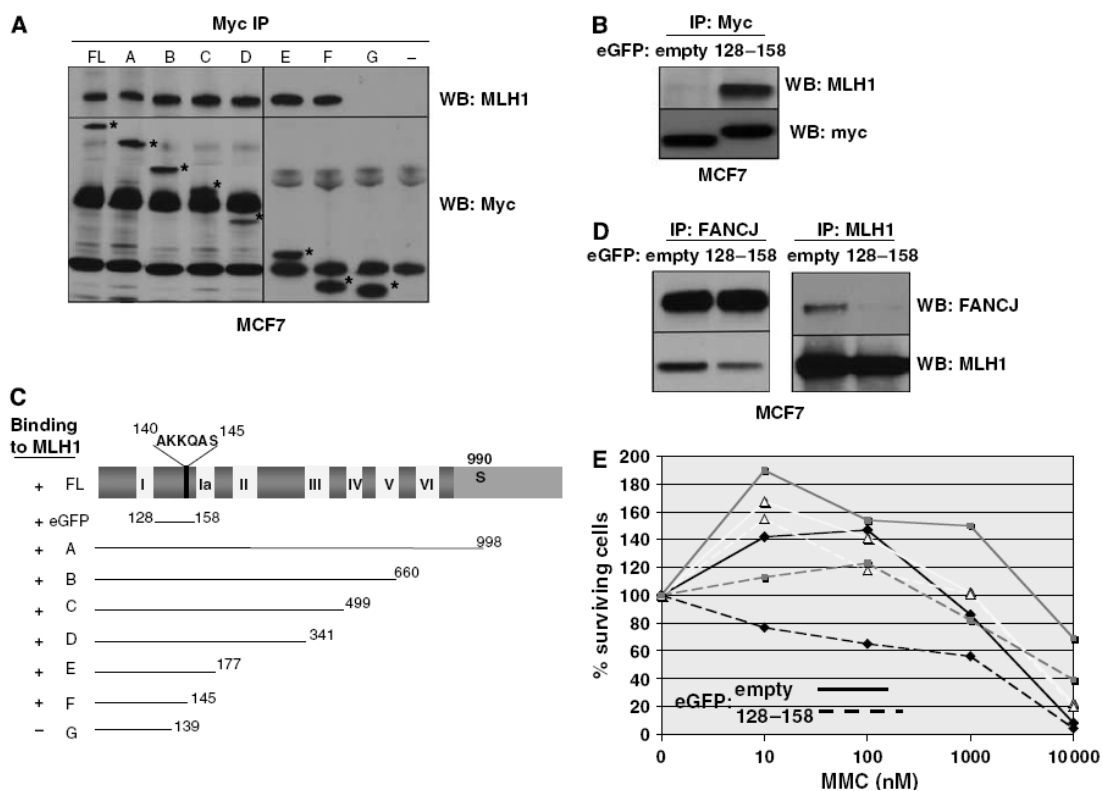 A
Myc IP
FL A B C D E F G –
WB: MLH1
* * * * * * * *
WB: Myc
MCF7
B
IP: Myc
eGFP: empty 128–158
WB: MLH1
WB: myc
MCF7
D
IP: FANCJ IP: MLH1
eGFP: empty 128–158 empty 128–158
WB: FANCJ
WB: MLH1
MCF7
C
Binding
to MLH1
140 AKKQAS 145
+ FL I Ia II III IV V VI 990 S
+ eGFP 128 158
+ A 998
+ B 660
+ C 499
+ D 341
+ E 177
+ F 145
– G 139
E
% surviving cells
200
180
160
140
120
100
80
60
40
20
0
eGFP: empty
128–158
0 10 100 1000 10 000
MMC (nM)